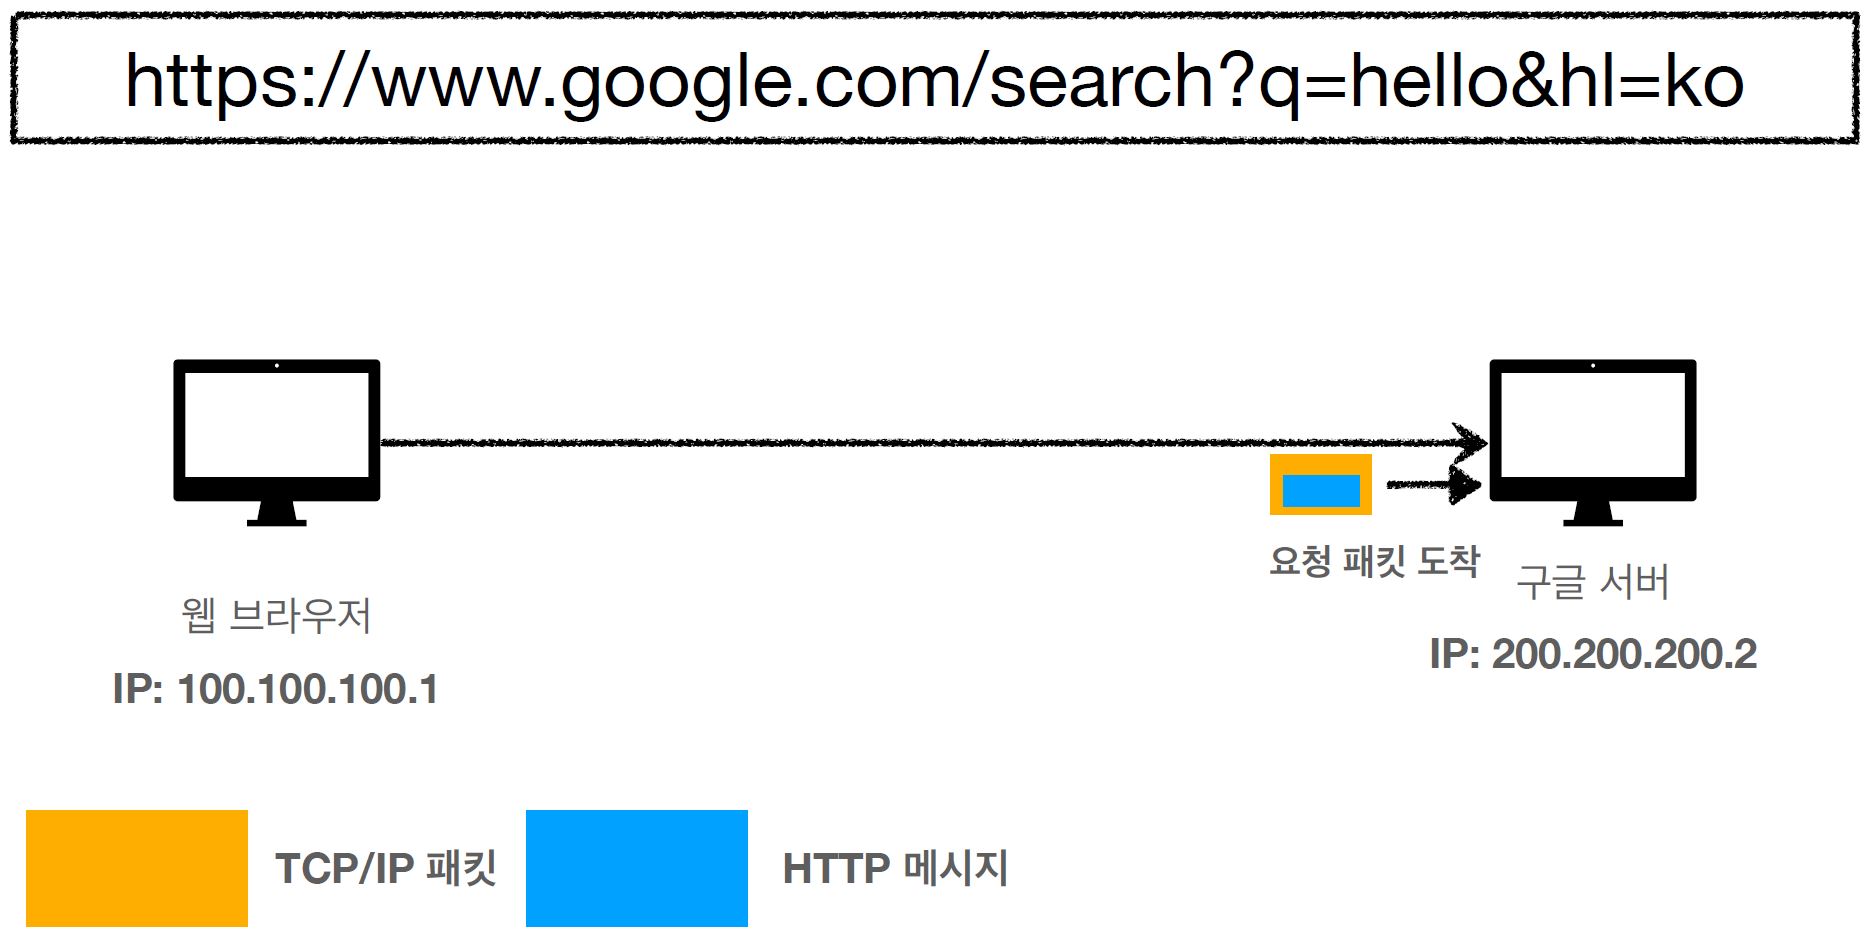 https://www.google.com/search?q=hello&hl=ko
요청 패킷 도착
구글 서버
웹 브라우저
IP: 200.200.200.2
IP: 100.100.100.1
TCP/IP 패킷
HTTP 메시지